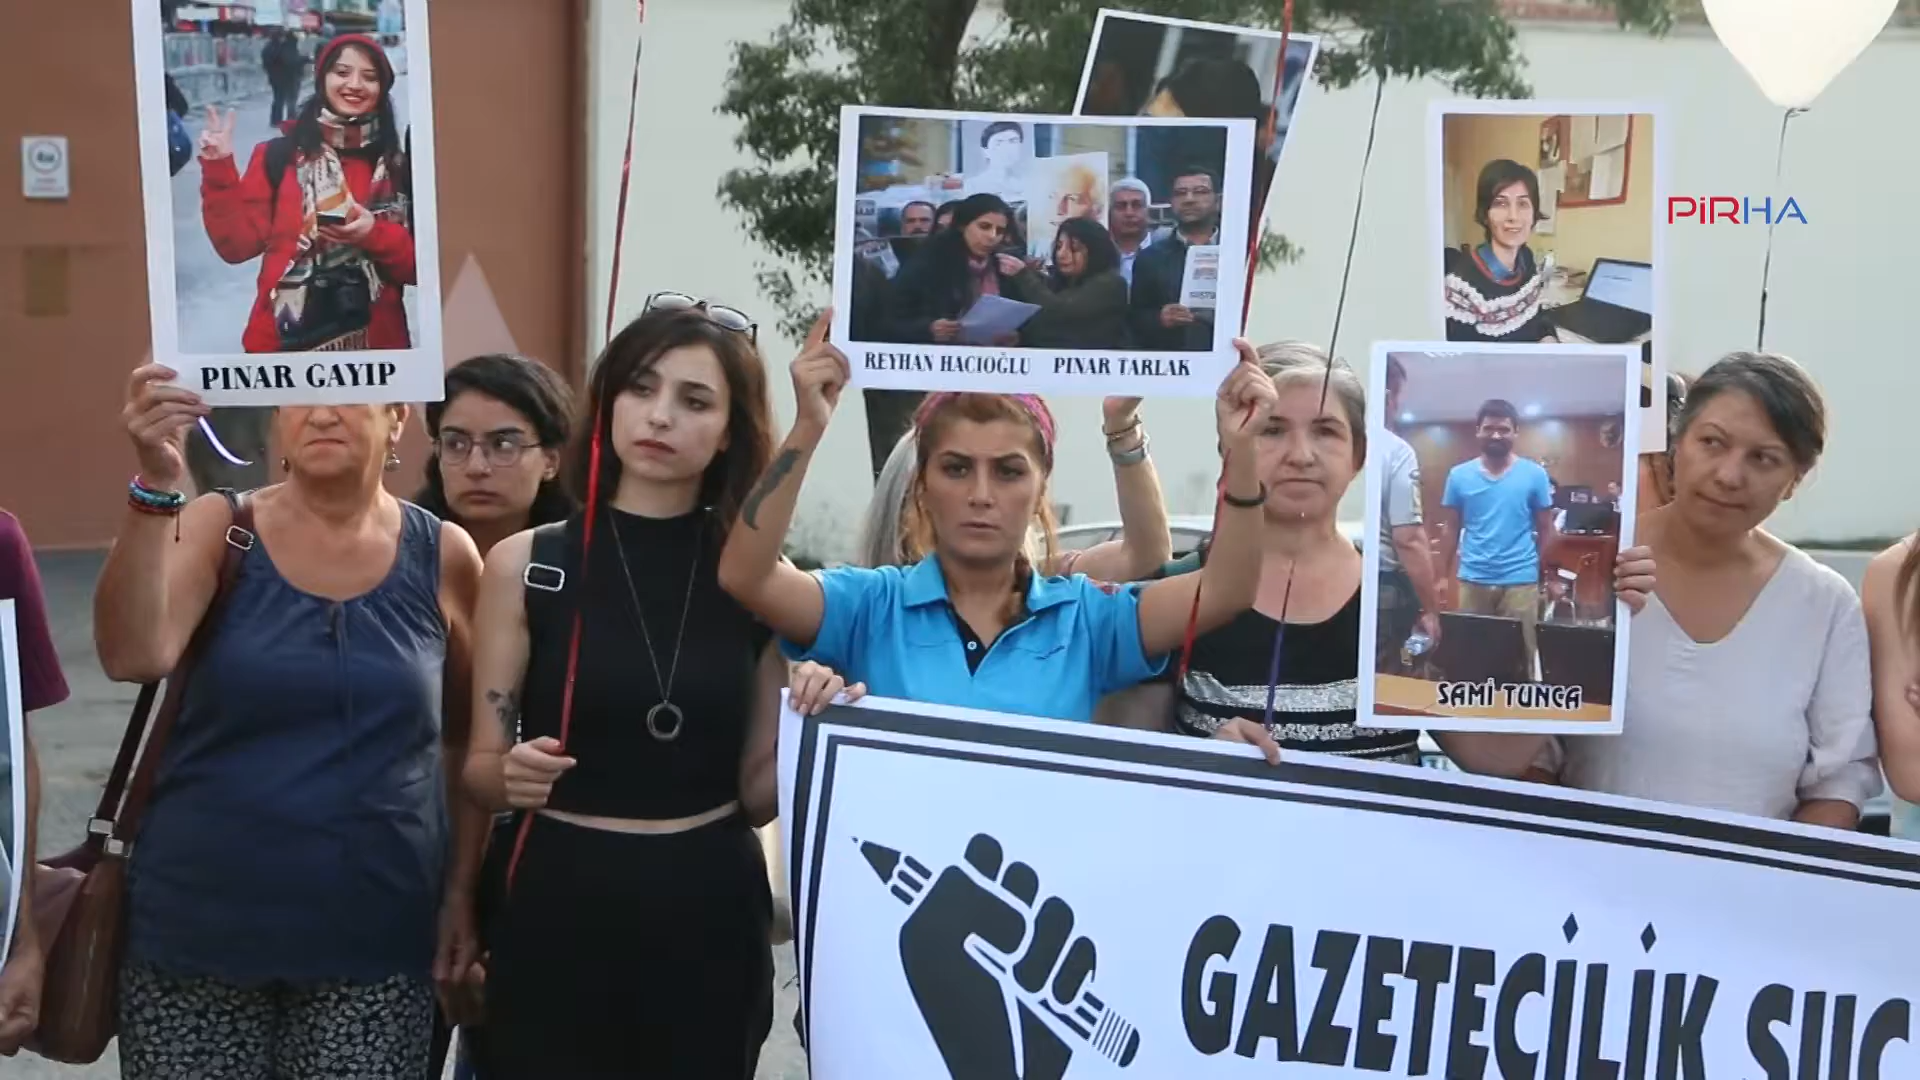 PİRHA
PINAR GAYIP
REYHAN HACIOĞLU PINAR TARLAK
SAMİ TUNCA
GAZETECİLİK SUÇ